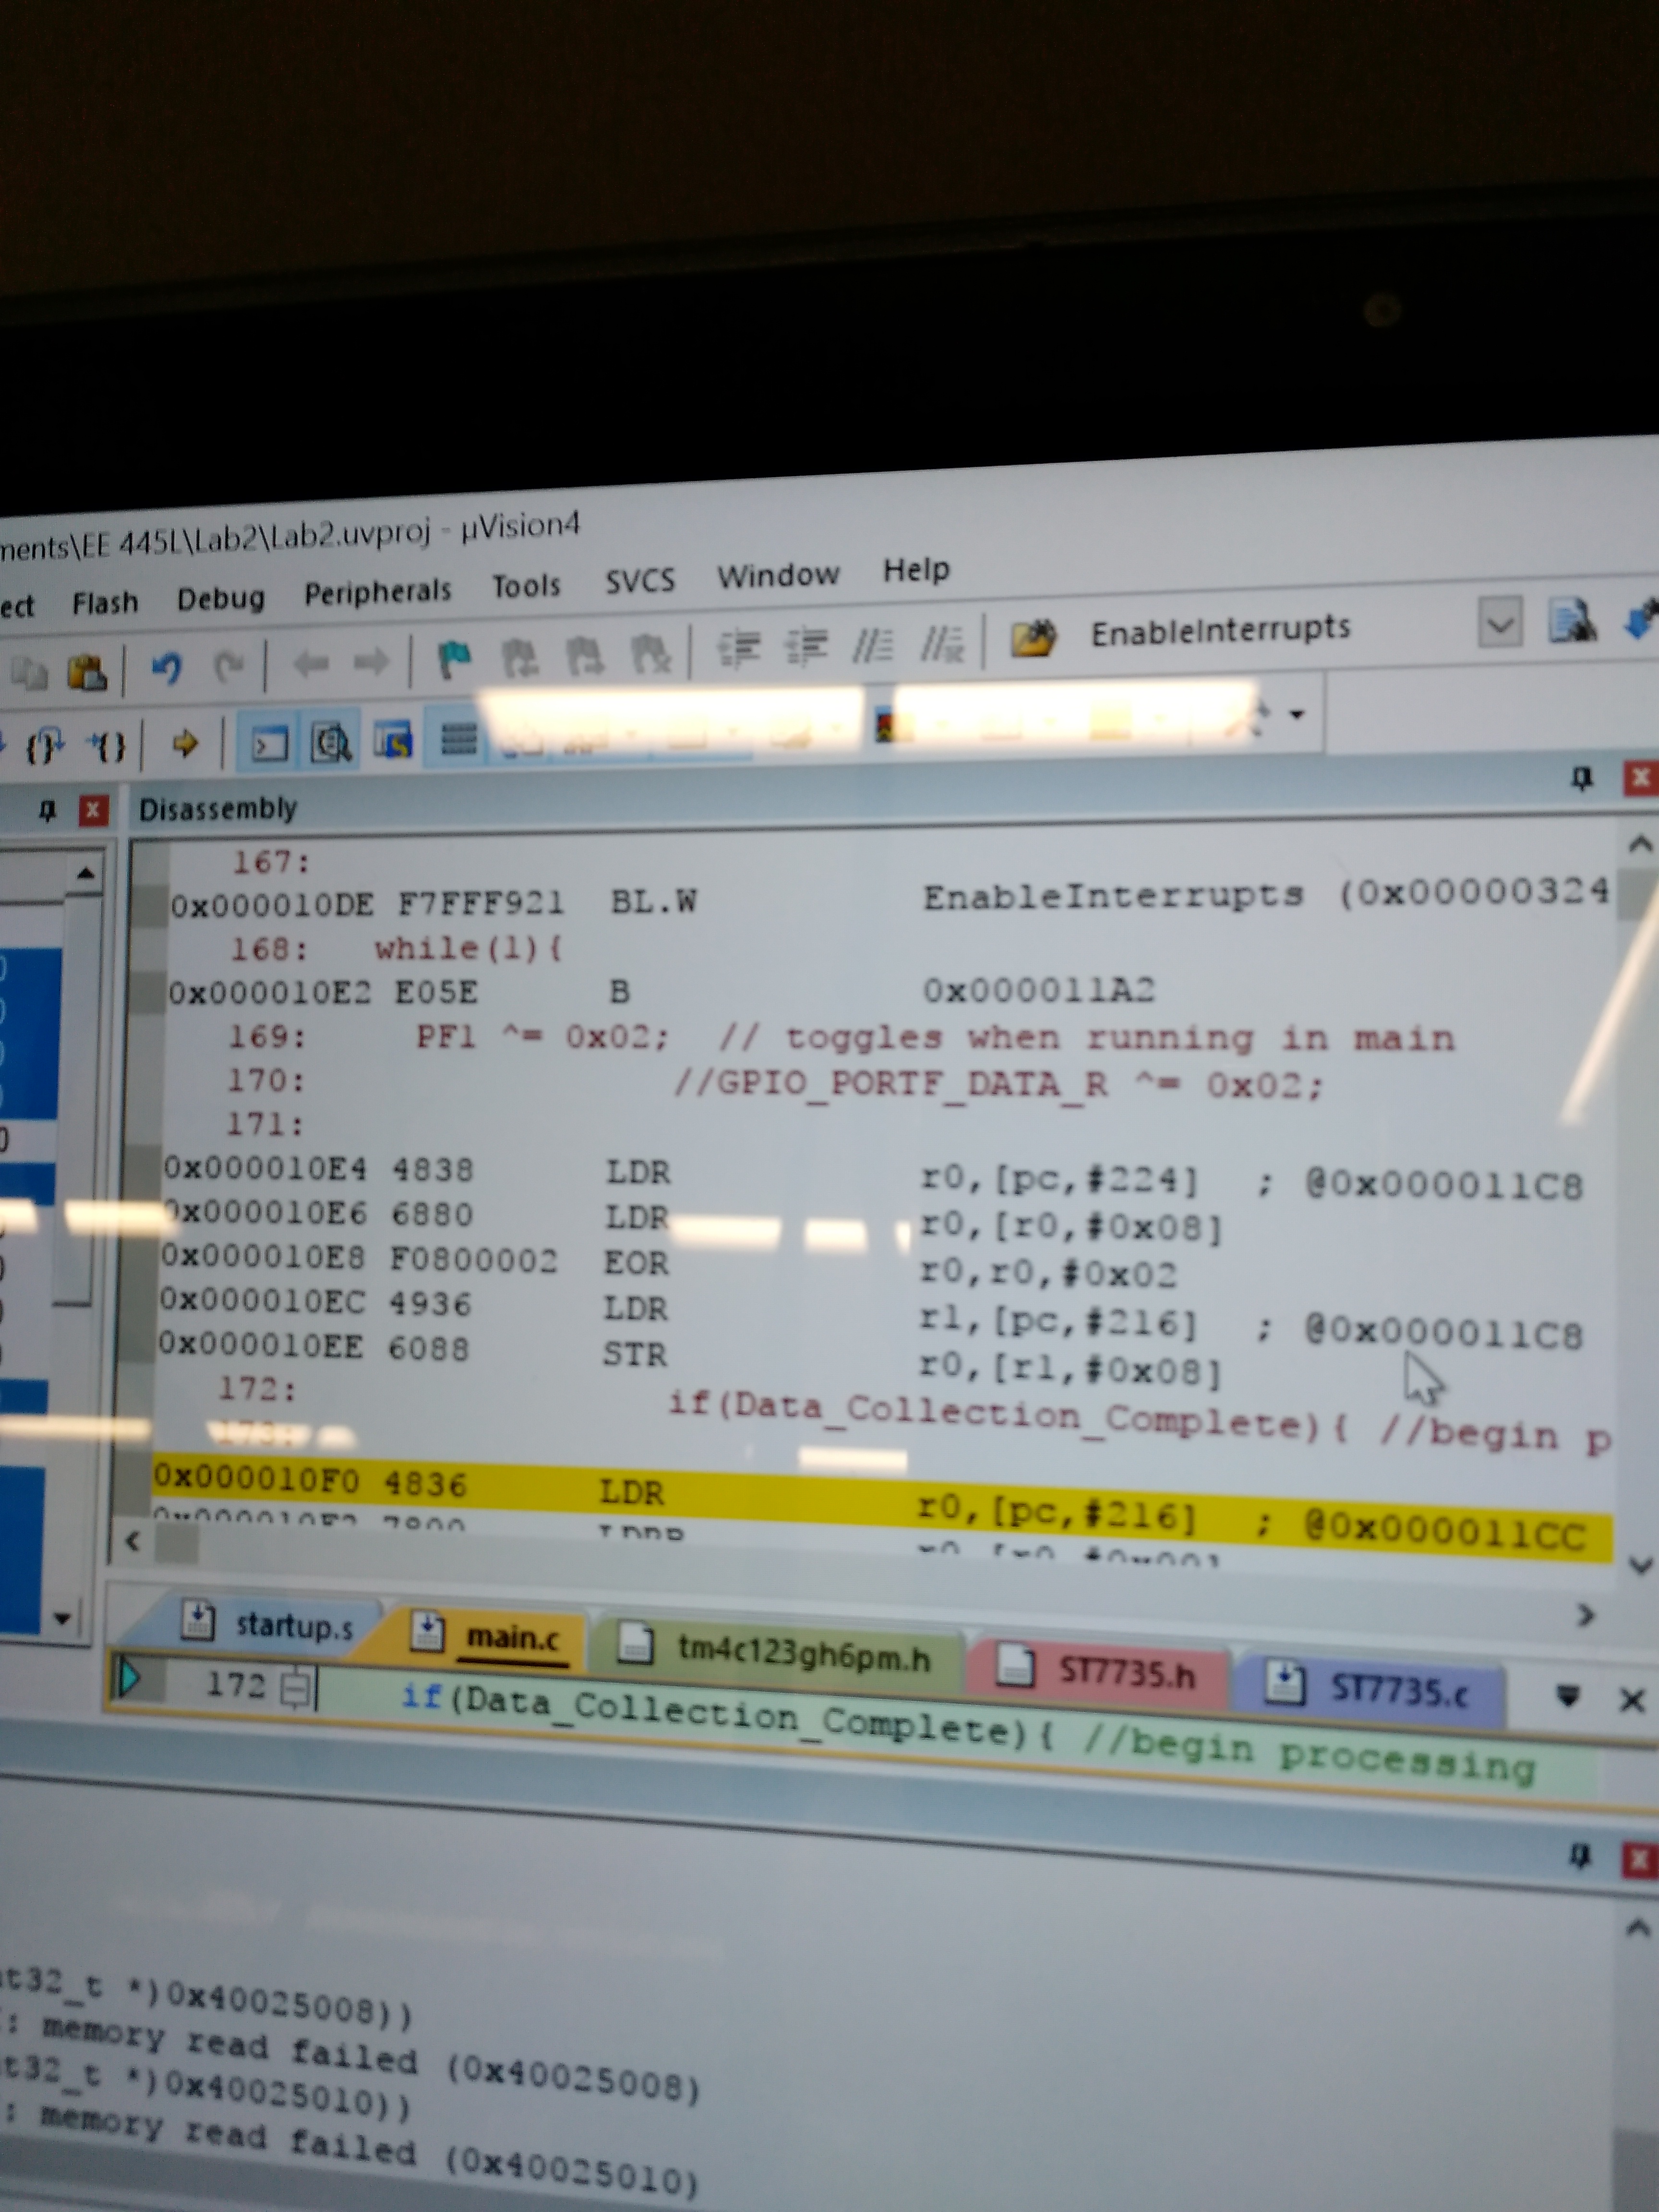 ments\EE 445L\Lab2\Lab2.uvproj - µVision4
ect Flash Debug Peripherals Tools SVCS Window Help
EnableInterrupts
Disassembly
167:
0x000010DE F7FFF921 BL.W EnableInterrupts (0x00000324
168: while(1){
0x000010E2 E05E B 0x000011A2
169: PF1 ^= 0x02; // toggles when running in main
170: //GPIO_PORTF_DATA_R ^= 0x02;
171:
0x000010E4 4838 LDR r0,[pc,#224] ; @0x000011C8
0x000010E6 6880 LDR r0,[r0,#0x08]
0x000010E8 F0800002 EOR r0,r0,#0x02
0x000010EC 4936 LDR r1,[pc,#216] ; @0x000011C8
0x000010EE 6088 STR r0,[r1,#0x08]
172: if(Data_Collection_Complete){ //begin p
173:
0x000010F0 4836 LDR r0,[pc,#216] ; @0x000011CC
startup.s main.c tm4c123gh6pm.h ST7735.h ST7735.c
172 if(Data_Collection_Complete){ //begin processing
t32_t *)0x40025008))
: memory read failed (0x40025008)
t32_t *)0x40025010))
: memory read failed (0x40025010)